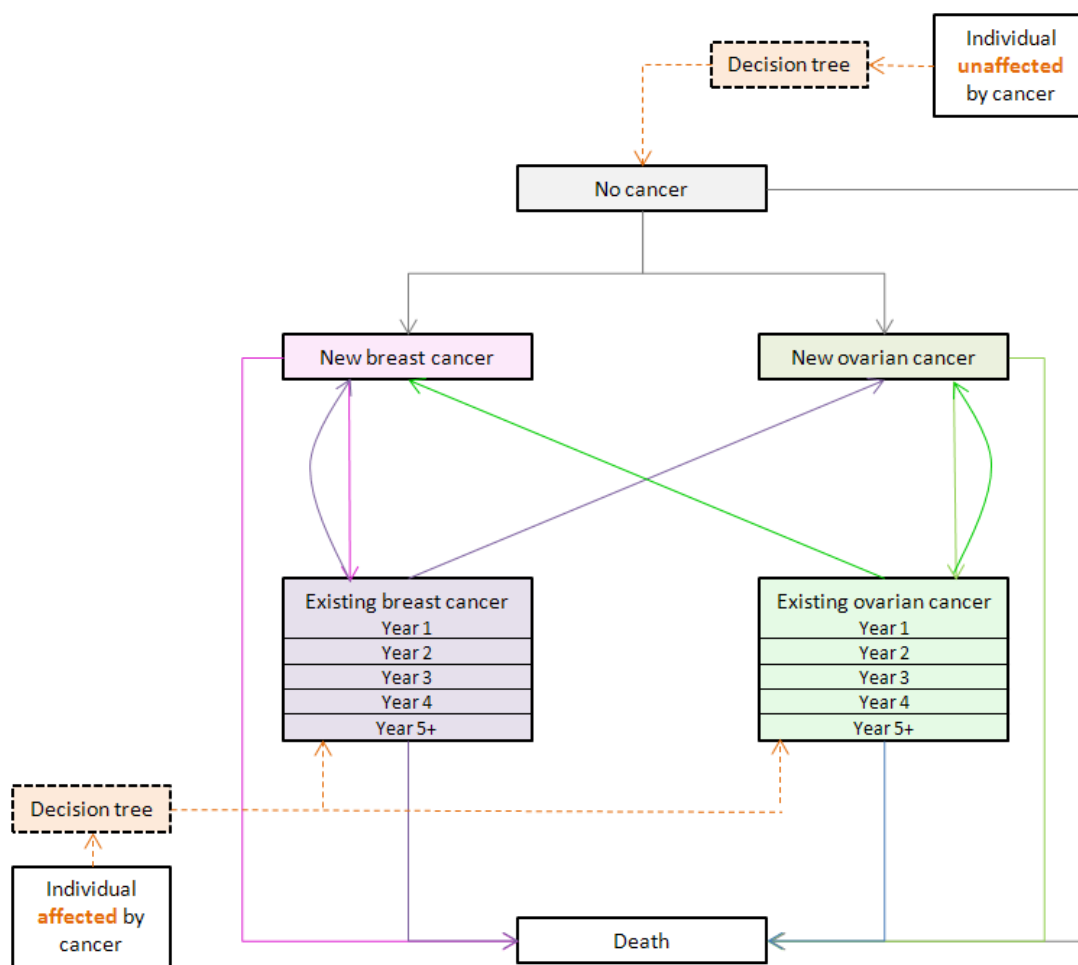 Individual
unaffected
by cancer
Decision tree
No cancer
New breast cancer
New ovarian cancer
Existing breast cancer
Year 1
Year 2
Year 3
Year 4
Year 5+
Existing ovarian cancer
Year 1
Year 2
Year 3
Year 4
Year 5+
Decision tree
Individual
affected by
cancer
Death